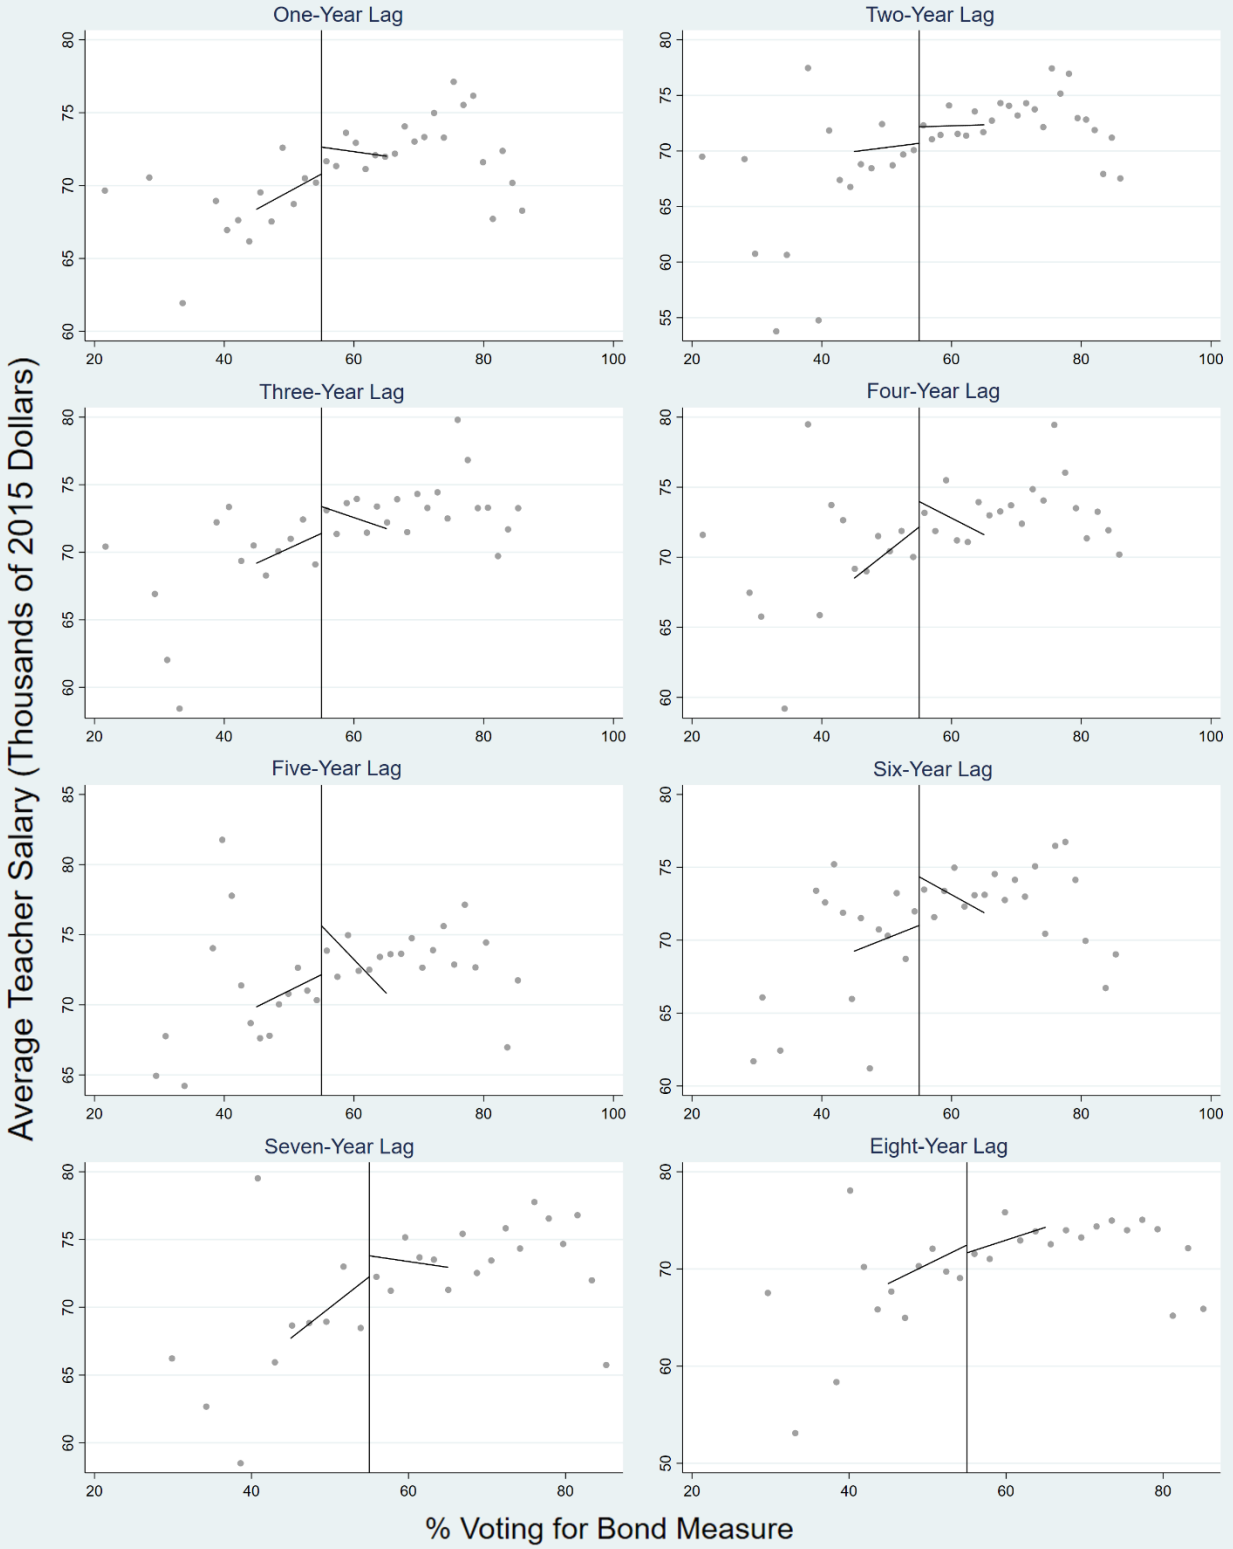 One-Year Lag
Two-Year Lag
80
75
70
65
60
20 40 60 80 100
80
75
70
65
60
55
20 40 60 80 100
Three-Year Lag
Four-Year Lag
80
75
70
65
60
20 40 60 80 100
80
75
70
65
60
20 40 60 80 100
Five-Year Lag
Six-Year Lag
85
80
75
70
65
20 40 60 80 100
80
75
70
65
60
20 40 60 80 100
Seven-Year Lag
Eight-Year Lag
80
75
70
65
60
20 40 60 80
80
70
60
50
20 40 60 80
Average Teacher Salary (Thousands of 2015 Dollars)
% Voting for Bond Measure